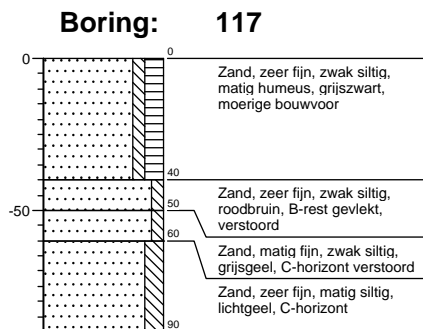 Boring: 117
0
0
Zand, zeer fijn, zwak siltig,
matig humeus, grijszwart,
moerige bouwvoor
40
Zand, zeer fijn, zwak siltig,
roodbruin, B-rest gevlekt,
verstoord
50
-50
60
Zand, matig fijn, zwak siltig,
grijsgeel, C-horizont verstoord
Zand, zeer fijn, matig siltig,
lichtgeel, C-horizont
90